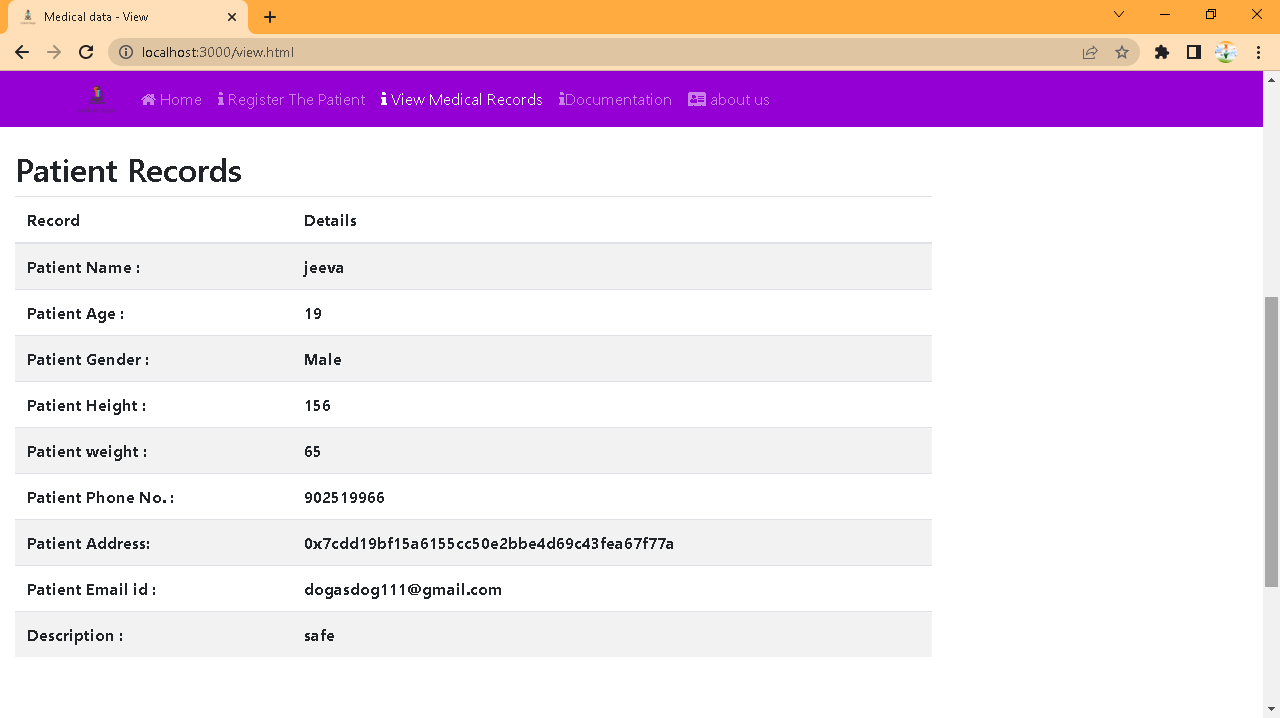 Medical data - View
localhost:3000/view.html
Home Register The Patient View Medical Records Documentation about us
Patient Records
Record Details
Patient Name : jeeva
Patient Age : 19
Patient Gender : Male
Patient Height : 156
Patient weight : 65
Patient Phone No. : 902519966
Patient Address: 0x7cdd19bf15a6155cc50e2bbe4d69c43fea67f77a
Patient Email id : dogasdog111@gmail.com
Description : safe